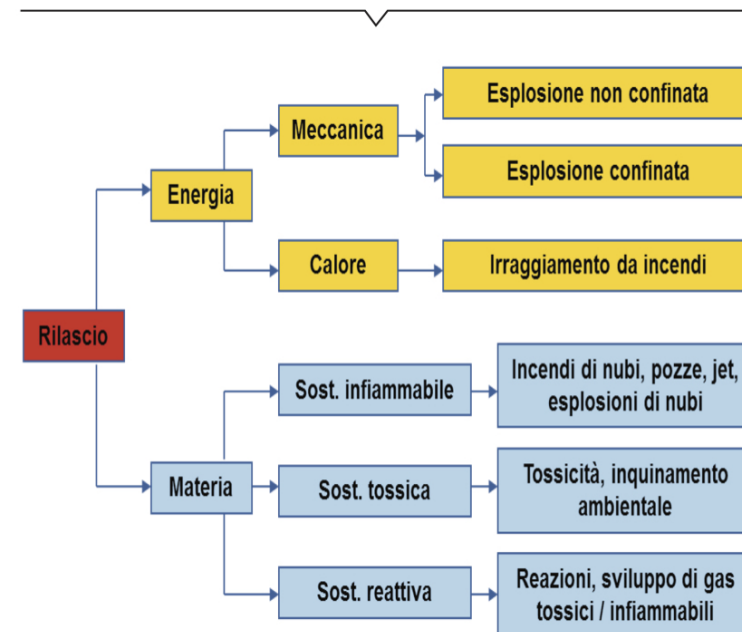 Esplosione non confinata
Meccanica
Esplosione confinata
Energia
Calore
Irraggiamento da incendi
Rilascio
Sost. infiammabile
Incendi di nubi, pozze, jet,
esplosioni di nubi
Materia
Sost. tossica
Tossicità, inquinamento
ambientale
Sost. reattiva
Reazioni, sviluppo di gas
tossici / infiammabili